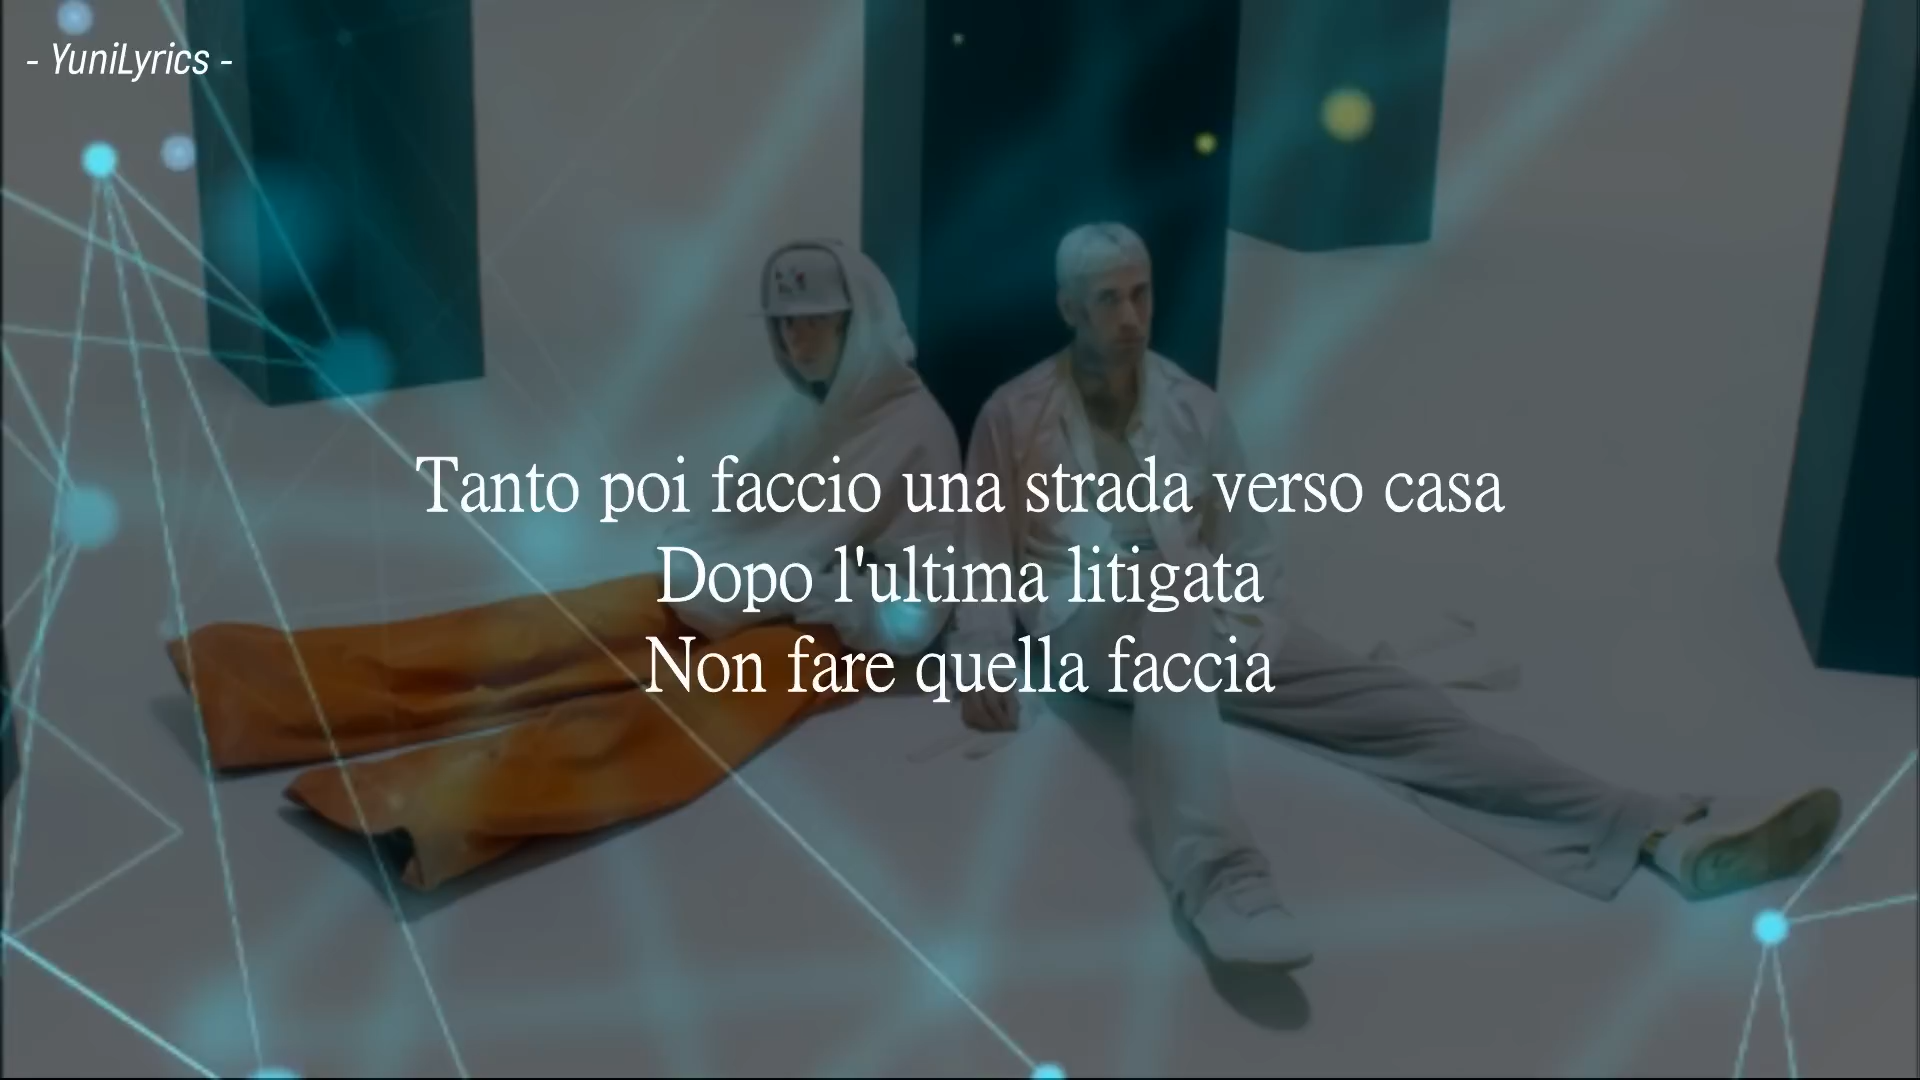 - YuniLyrics -
Tanto poi faccio una strada verso casa
Dopo l'ultima litigata
Non fare quella faccia